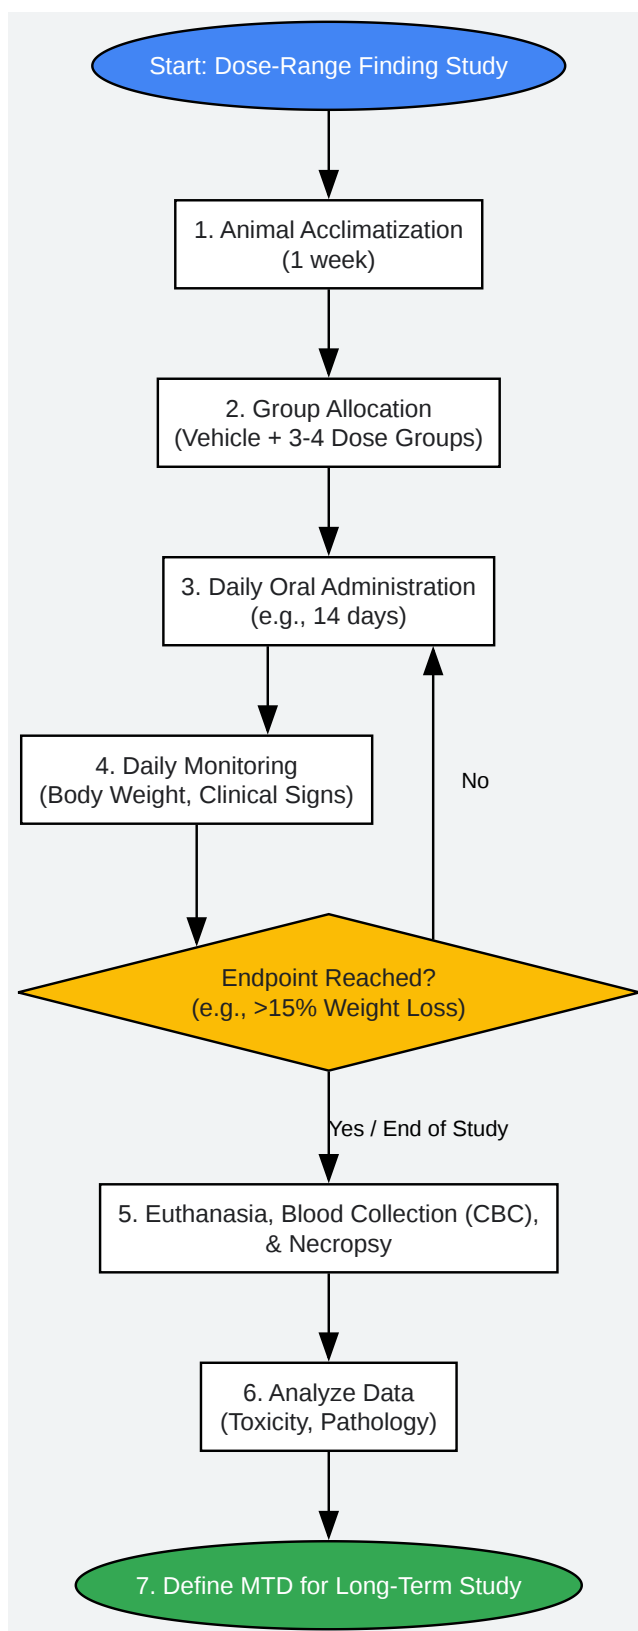 Start: Dose-Range Finding Study
1. Animal Acclimatization
(1 week)
2. Group Allocation
(Vehicle + 3-4 Dose Groups)
3. Daily Oral Administration
(e.g., 14 days)
4. Daily Monitoring
(Body Weight, Clinical Signs)
No
Endpoint Reached?
(e.g., >15% Weight Loss)
Yes / End of Study
5. Euthanasia, Blood Collection (CBC),
& Necropsy
6. Analyze Data
(Toxicity, Pathology)
7. Define MTD for Long-Term Study